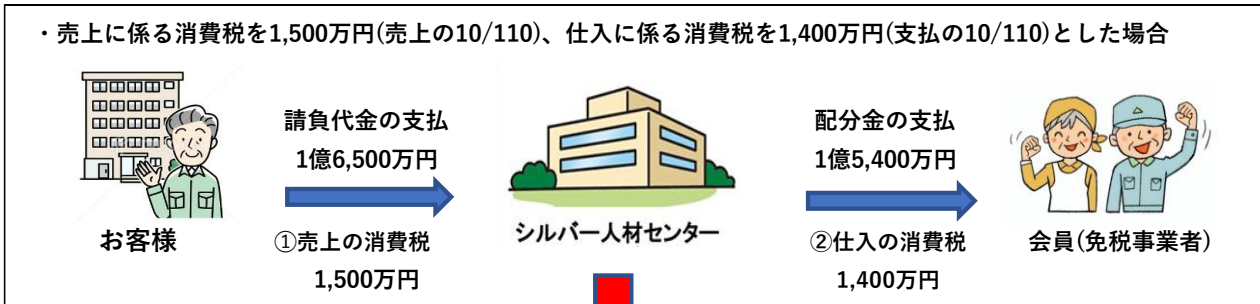 ・売上に係る消費税を1,500万円(売上の10/110)、仕入に係る消費税を1,400万円(支払の10/110)とした場合
請負代金の支払
1億6,500万円
配分金の支払
1億5,400万円
お客様
①売上の消費税
1,500万円
シルバー人材センター
②仕入の消費税
1,400万円
会員(免税事業者)